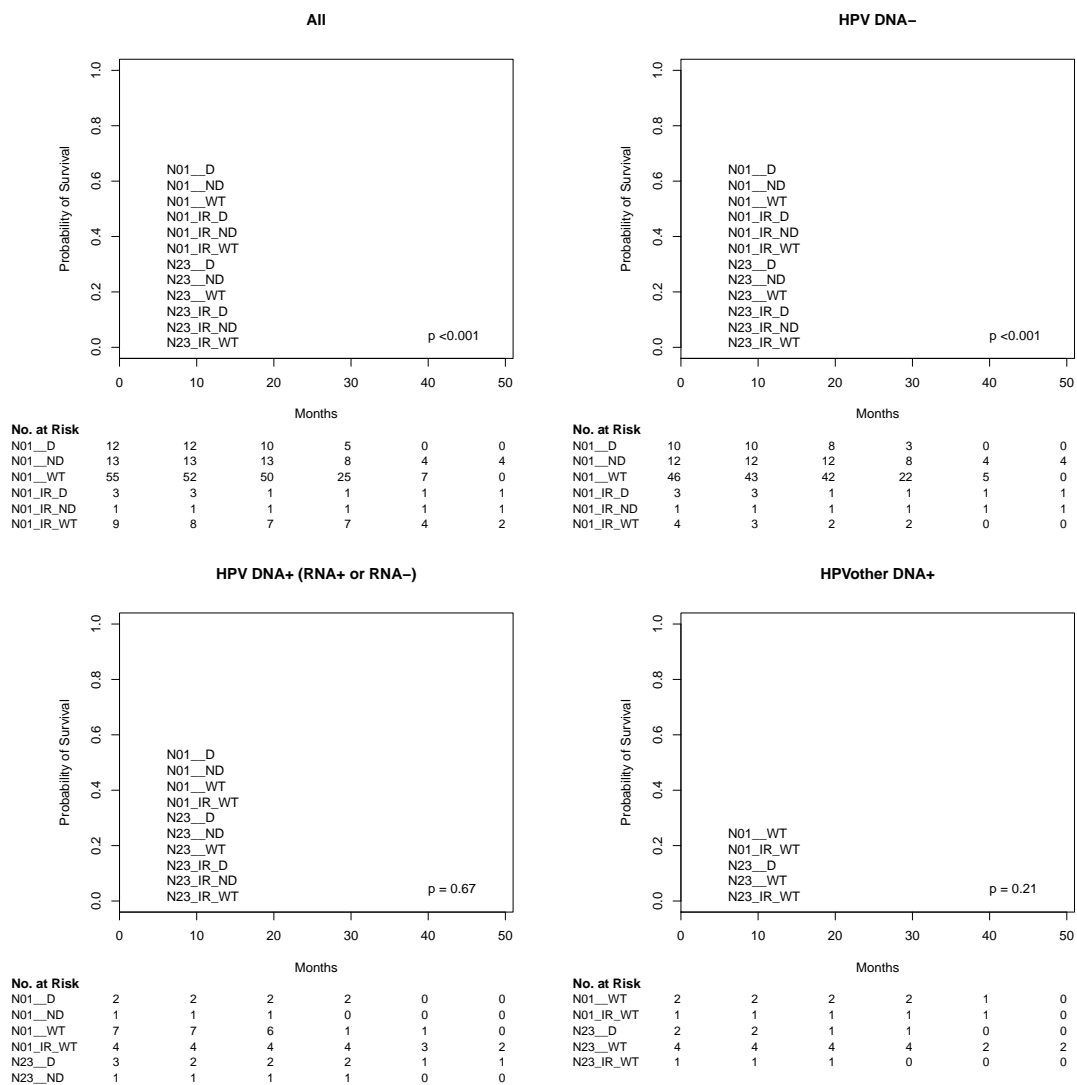 All
Probability of Survival
1.0
0.8
0.6
0.4
0.2
0.0
N01__D
N01__ND
N01__WT
N01_IR_D
N01_IR_ND
N01_IR_WT
N23__D
N23__ND
N23__WT
N23_IR_D
N23_IR_ND
N23_IR_WT
p <0.001
0 10 20 30 40 50
Months
No. at Risk
N01__D 12 12 10 5 0 0
N01__ND 13 13 13 8 4 4
N01__WT 55 52 50 25 7 0
N01_IR_D 3 3 1 1 1 1
N01_IR_ND 1 1 1 1 1 1
N01_IR_WT 9 8 7 7 4 2
HPV DNA−
Probability of Survival
1.0
0.8
0.6
0.4
0.2
0.0
N01__D
N01__ND
N01__WT
N01_IR_D
N01_IR_ND
N01_IR_WT
N23__D
N23__ND
N23__WT
N23_IR_D
N23_IR_ND
N23_IR_WT
p <0.001
0 10 20 30 40 50
Months
No. at Risk
N01__D 10 10 8 3 0 0
N01__ND 12 12 12 8 4 4
N01__WT 46 43 42 22 5 0
N01_IR_D 3 3 1 1 1 1
N01_IR_ND 1 1 1 1 1 1
N01_IR_WT 4 3 2 2 0 0
HPV DNA+ (RNA+ or RNA−)
Probability of Survival
1.0
0.8
0.6
0.4
0.2
0.0
N01__D
N01__ND
N01__WT
N01_IR_WT
N23__D
N23__ND
N23__WT
N23_IR_D
N23_IR_ND
N23_IR_WT
p = 0.67
0 10 20 30 40 50
Months
No. at Risk
N01__D 2 2 2 2 0 0
N01__ND 1 1 1 0 0 0
N01__WT 7 7 6 1 1 0
N01_IR_WT 4 4 4 4 3 2
N23__D 3 2 2 2 1 1
N23__ND 1 1 1 1 0 0
HPVother DNA+
Probability of Survival
1.0
0.8
0.6
0.4
0.2
0.0
N01__WT
N01_IR_WT
N23__D
N23__WT
N23_IR_WT
p = 0.21
0 10 20 30 40 50
Months
No. at Risk
N01__WT 2 2 2 2 1 0
N01_IR_WT 1 1 1 1 1 0
N23__D 2 2 1 1 0 0
N23__WT 4 4 4 4 2 2
N23_IR_WT 1 1 1 0 0 0